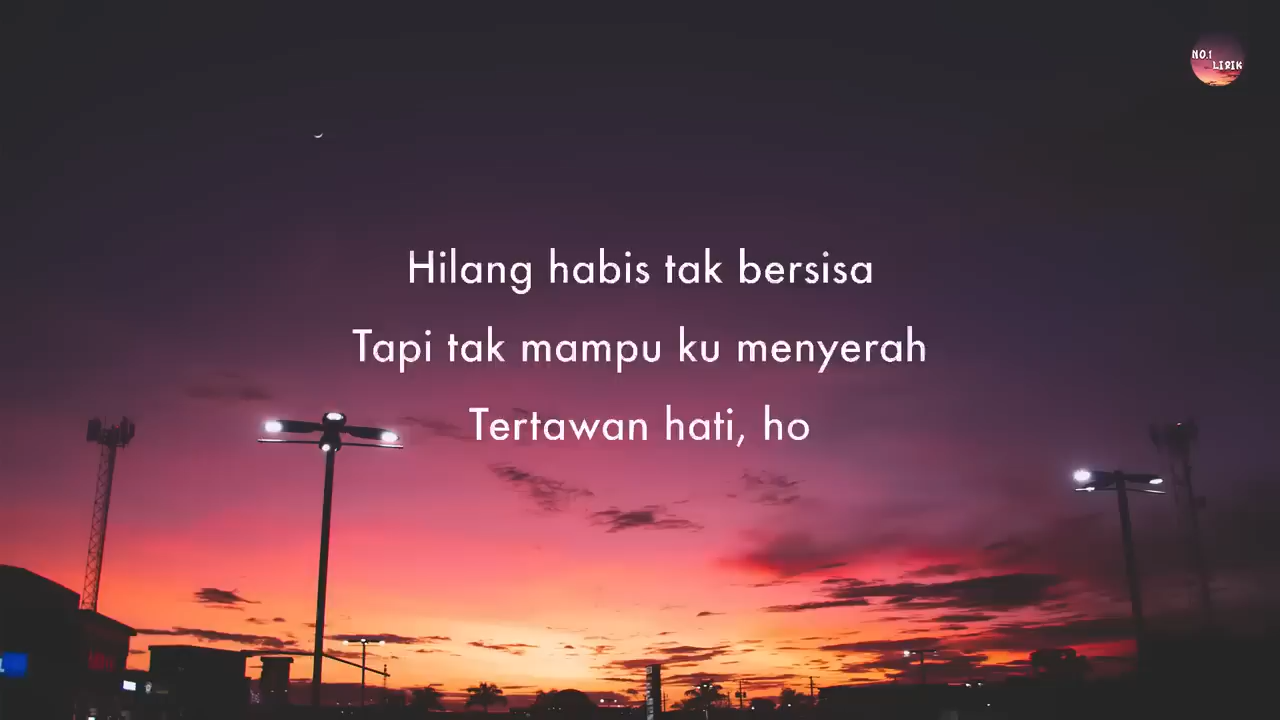 NO.1
LIRIK
Hilang habis tak bersisa
Tapi tak mampu ku menyerah
Tertawan hati, ho